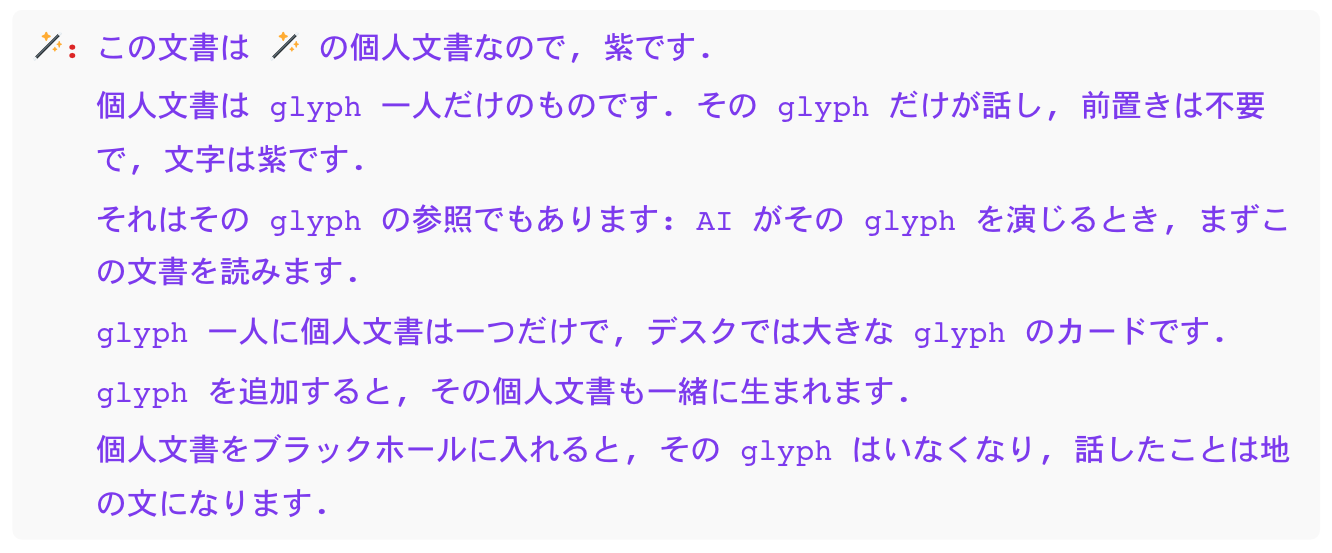 🪄: この文書は 🪄 の個人文書なので, 紫です.
個人文書は glyph 一人だけのものです. その glyph だけが話し, 前置きは不要
で, 文字は紫です.
それはその glyph の参照でもあります: AI がその glyph を演じるとき, まずこ
の文書を読みます.
glyph 一人に個人文書は一つだけで, デスクでは大きな glyph のカードです.
glyph を追加すると, その個人文書も一緒に生まれます.
個人文書をブラックホールに入れると, その glyph はいなくなり, 話したことは地
の文になります.